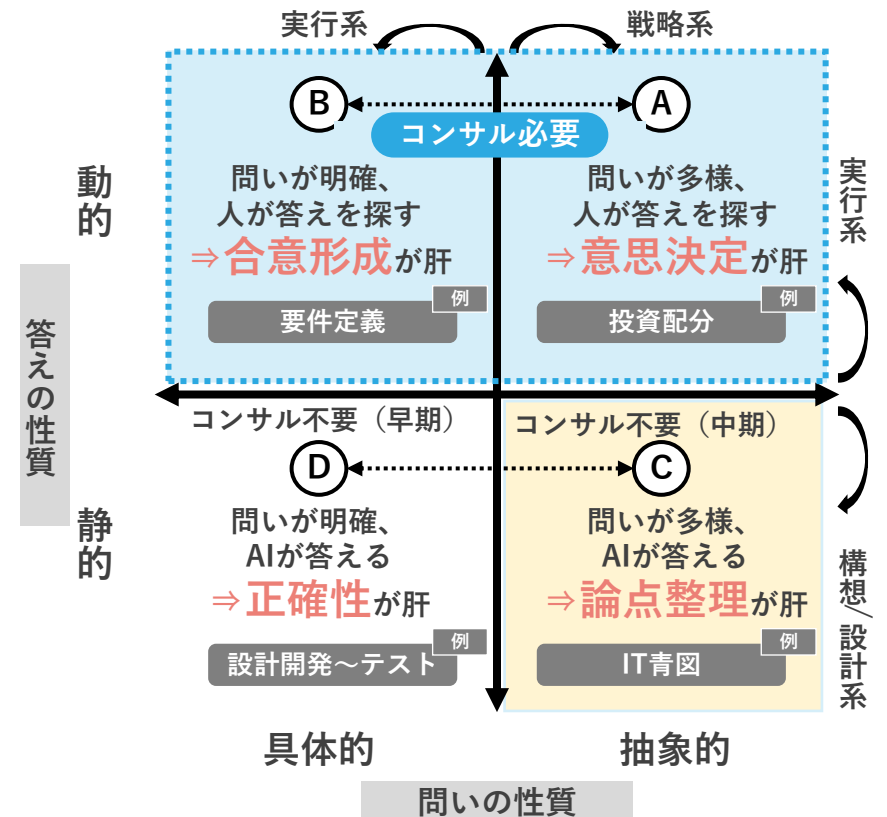 実行系
戦略系
B
A
コンサル必要
動的
問いが明確、
人が答えを探す
⇒合意形成が肝
例
要件定義
問いが多様、
人が答えを探す
⇒意思決定が肝
例
投資配分
実行系
答えの性質
コンサル不要（早期）
コンサル不要（中期）
D
C
静的
問いが明確、
AIが答える
⇒正確性が肝
例
設計開発～テスト
問いが多様、
AIが答える
⇒論点整理が肝
例
IT青図
構想/設計系
具体的
抽象的
問いの性質